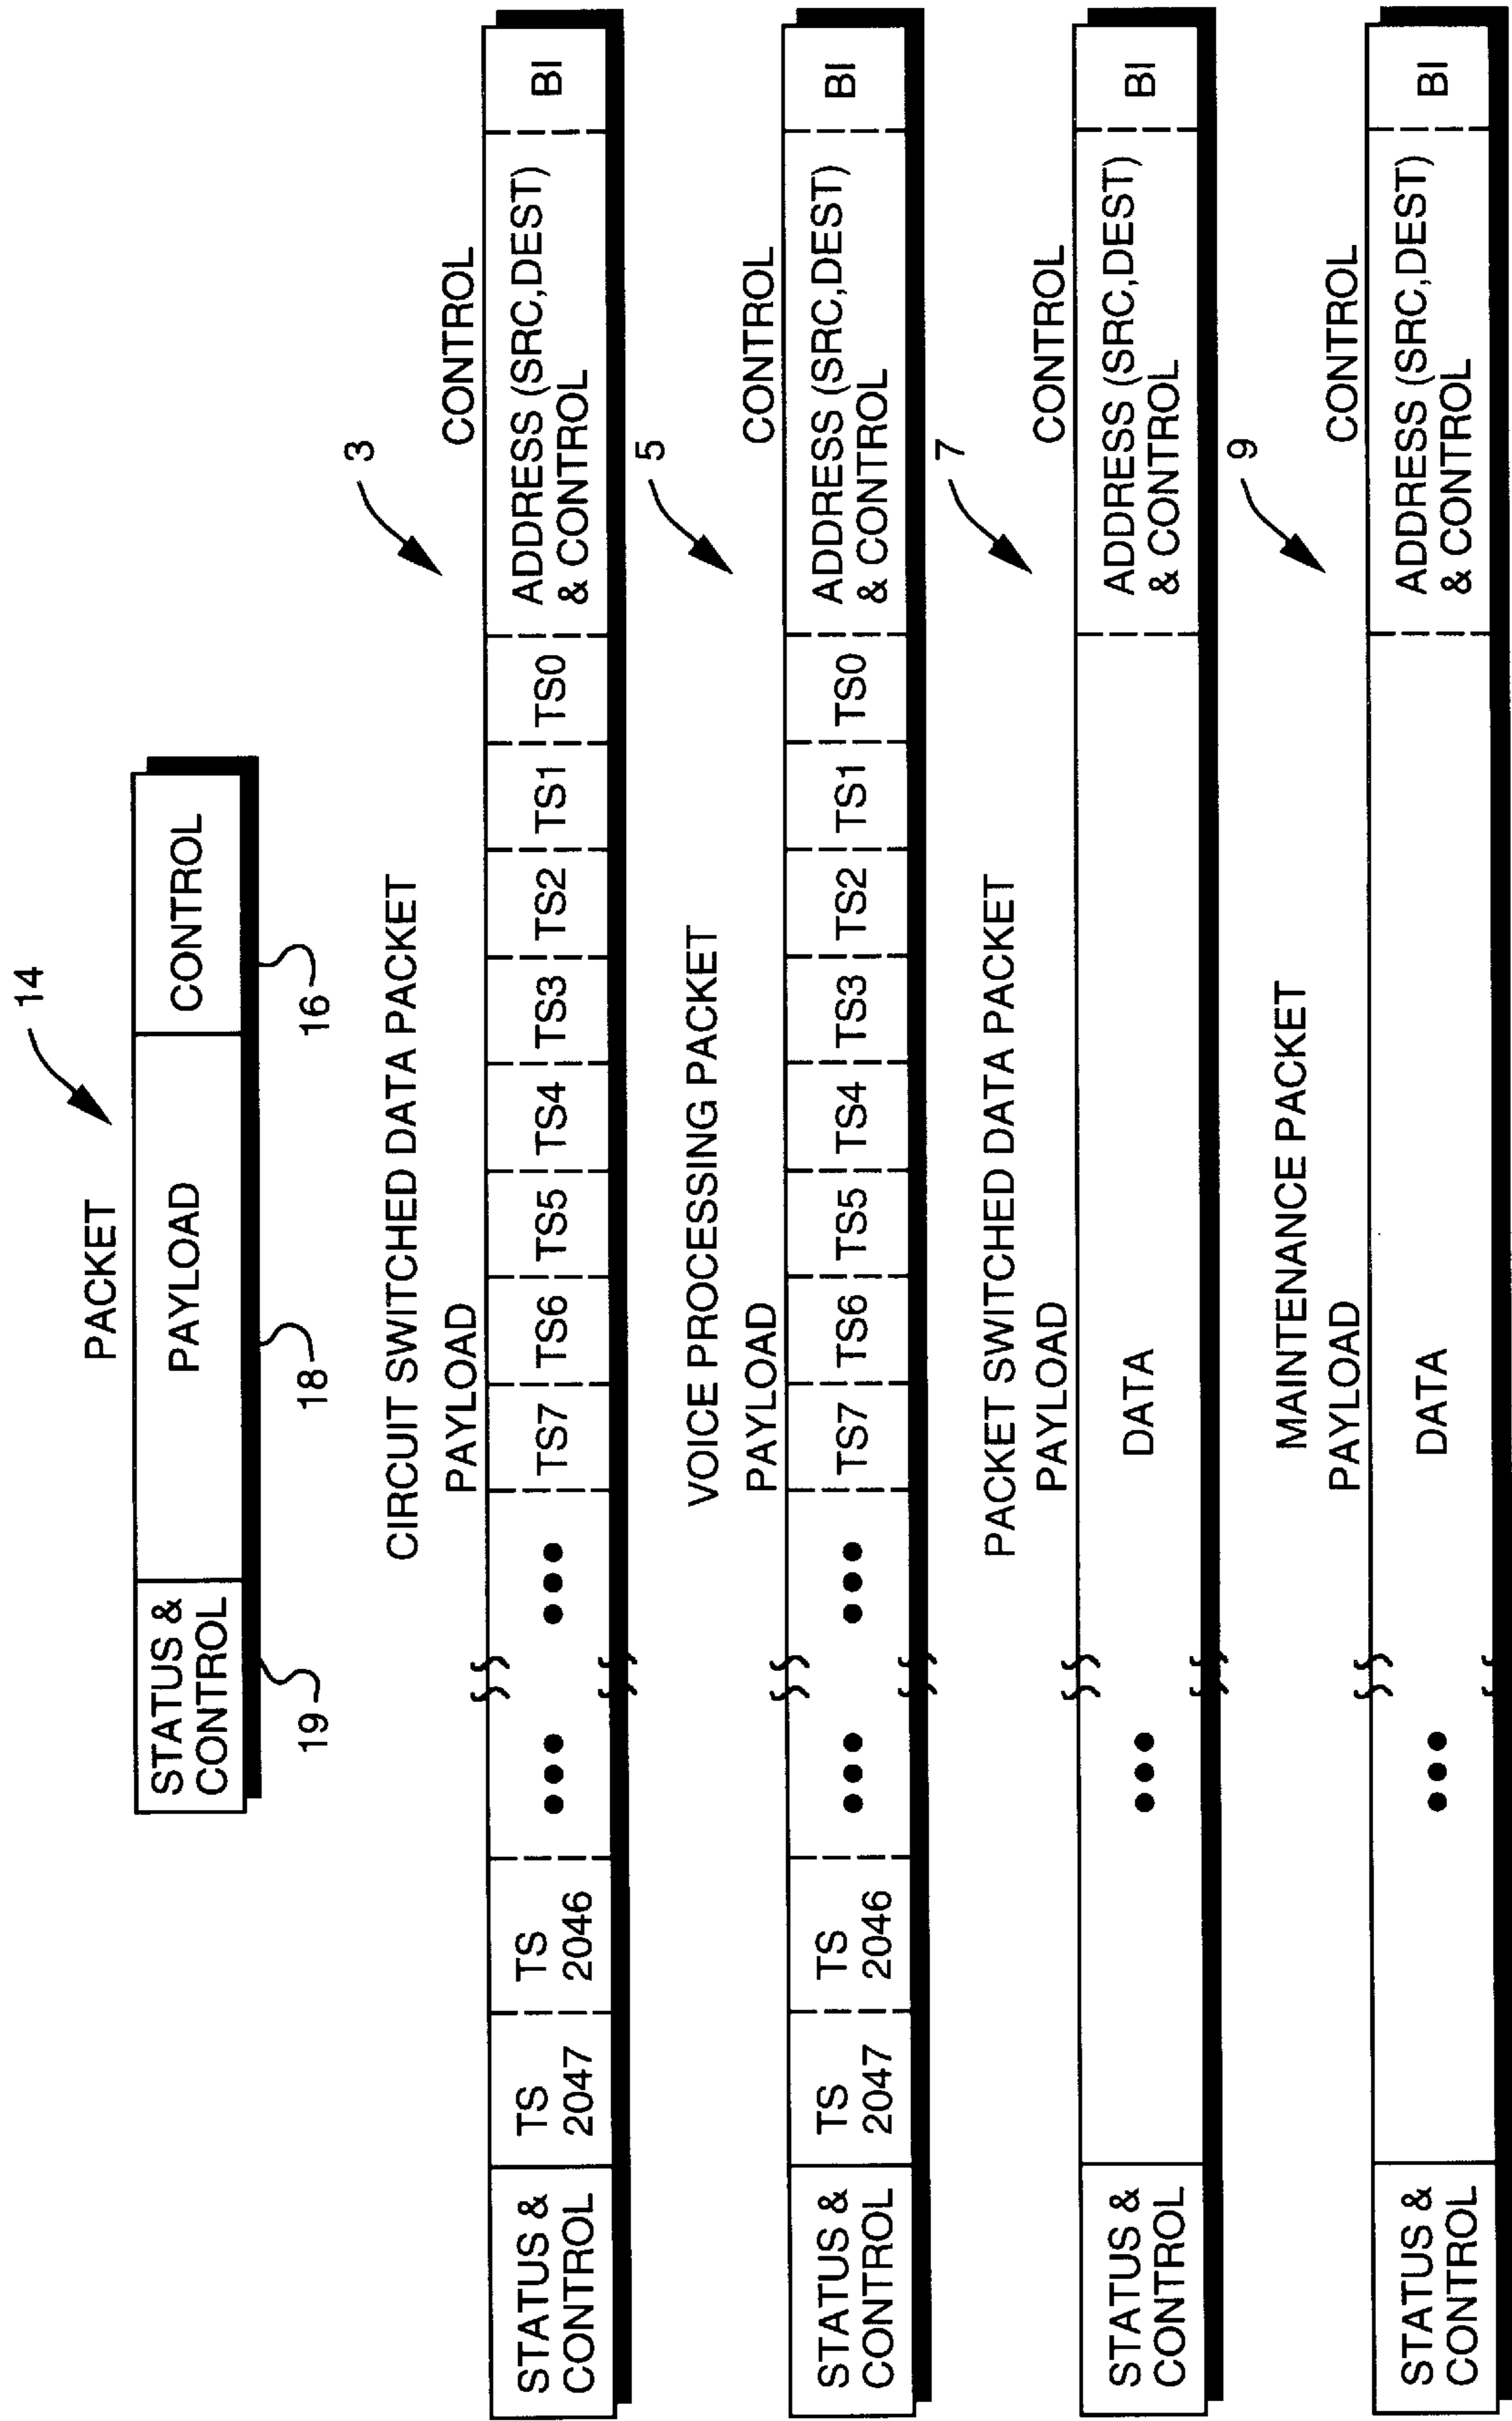 14
PACKET
STATUS &
CONTROL
PAYLOAD
CONTROL
19
18
16
CIRCUIT SWITCHED DATA PACKET
3
PAYLOAD
CONTROL
STATUS &
CONTROL
TS
2047
TS
2046
TS7
TS6
TS5
TS4
TS3
TS2
TS1
TS0
ADDRESS (SRC,DEST)
& CONTROL
BI
VOICE PROCESSING PACKET
5
PAYLOAD
CONTROL
STATUS &
CONTROL
TS
2047
TS
2046
TS7
TS6
TS5
TS4
TS3
TS2
TS1
TS0
ADDRESS (SRC,DEST)
& CONTROL
BI
PACKET SWITCHED DATA PACKET
7
PAYLOAD
CONTROL
STATUS &
CONTROL
DATA
ADDRESS (SRC,DEST)
& CONTROL
BI
MAINTENANCE PACKET
9
PAYLOAD
CONTROL
STATUS &
CONTROL
DATA
ADDRESS (SRC,DEST)
& CONTROL
BI